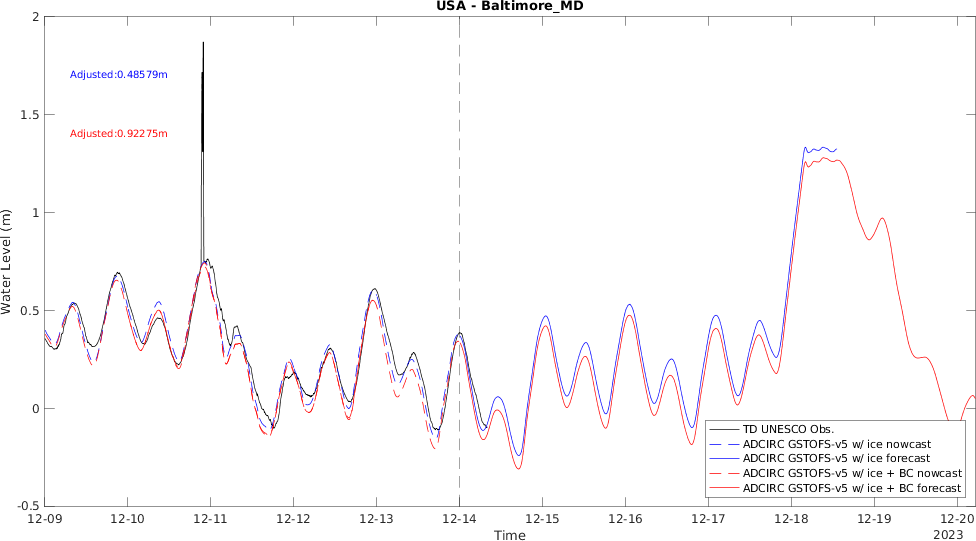 USA - Baltimore_MD
2
1.5
1
0.5
0
-0.5
Water Level (m)
Adjusted:0.48579m
Adjusted:0.92275m
TD UNESCO Obs.
ADCIRC GSTOFS-v5 w/ ice nowcast
ADCIRC GSTOFS-v5 w/ ice forecast
ADCIRC GSTOFS-v5 w/ ice + BC nowcast
ADCIRC GSTOFS-v5 w/ ice + BC forecast
12-09 12-10 12-11 12-12 12-13 12-14 12-15 12-16 12-17 12-18 12-19 12-20
Time
2023